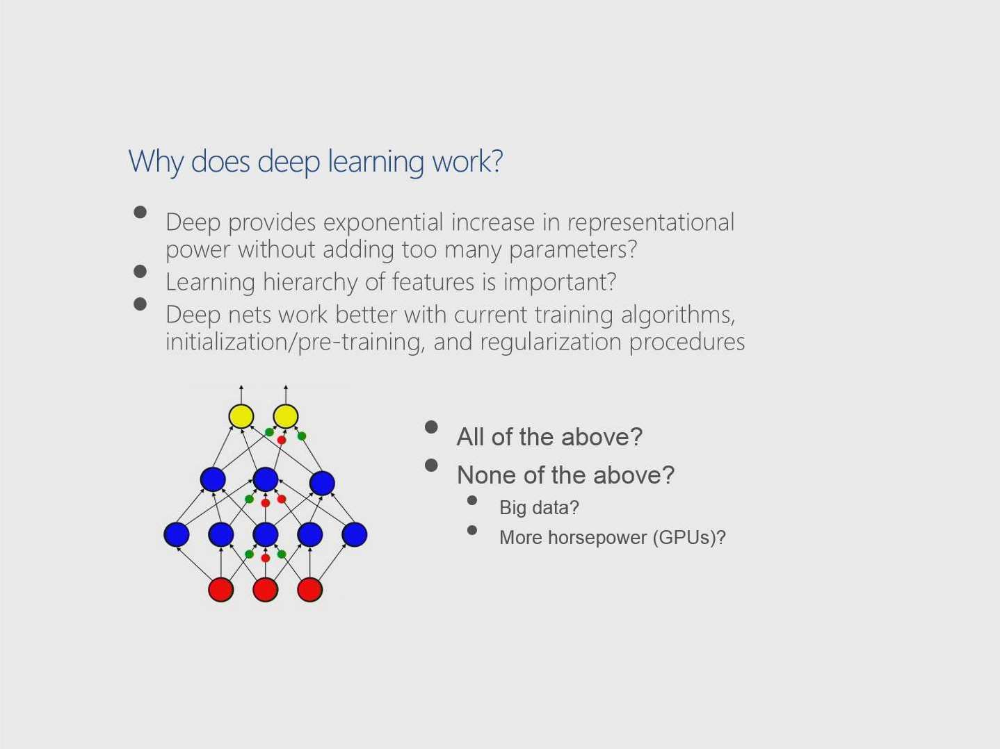 Why does deep learning work?
Deep provides exponential increase in representational
power without adding too many parameters?
Learning hierarchy of features is important?
Deep nets work better with current training algorithms,
initialization/pre-training, and regularization procedures
All of the above?
None of the above?
Big data?
More horsepower (GPUs)?